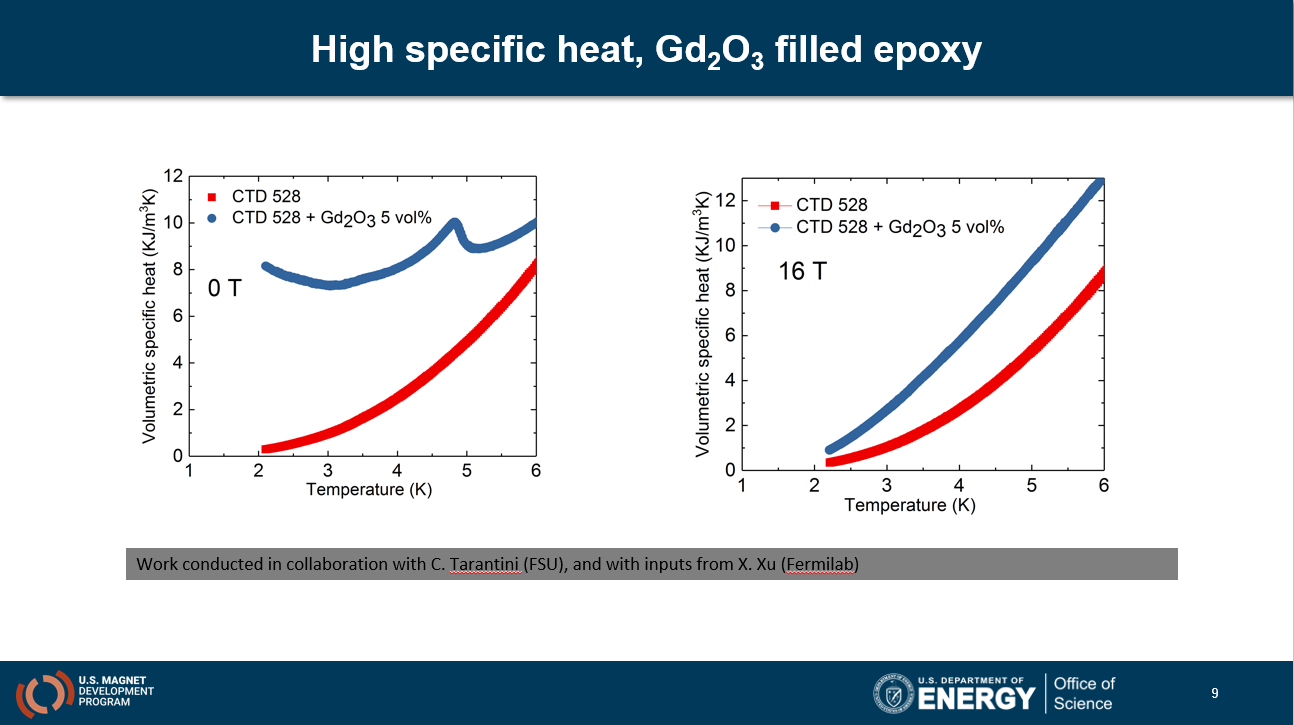 High specific heat, Gd₂O₃ filled epoxy
12
10
8
6
4
2
0
Volumetric specific heat (KJ/m³K)
CTD 528
CTD 528 + Gd₂O₃ 5 vol%
0 T
1 2 3 4 5 6
Temperature (K)
12
10
8
6
4
2
0
Volumetric specific heat (KJ/m³K)
CTD 528
CTD 528 + Gd₂O₃ 5 vol%
16 T
1 2 3 4 5 6
Temperature (K)
Work conducted in collaboration with C. Tarantini (FSU), and with inputs from X. Xu (Fermilab)
U.S. MAGNET
DEVELOPMENT
PROGRAM
U.S. DEPARTMENT OF
ENERGY
Office of
Science
9